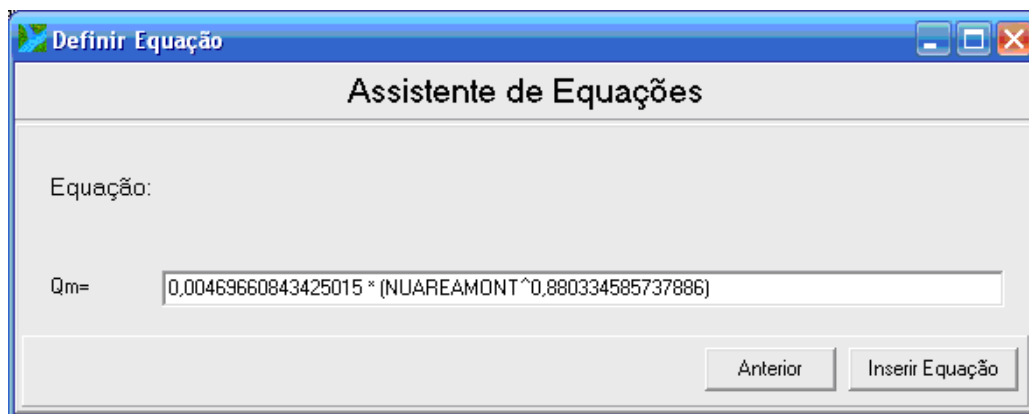 Definir Equação
Assistente de Equações
Equação:
Qm= 0,00469660843425015 * (NUAREAMONT^0,880334585737886)
Anterior Inserir Equação